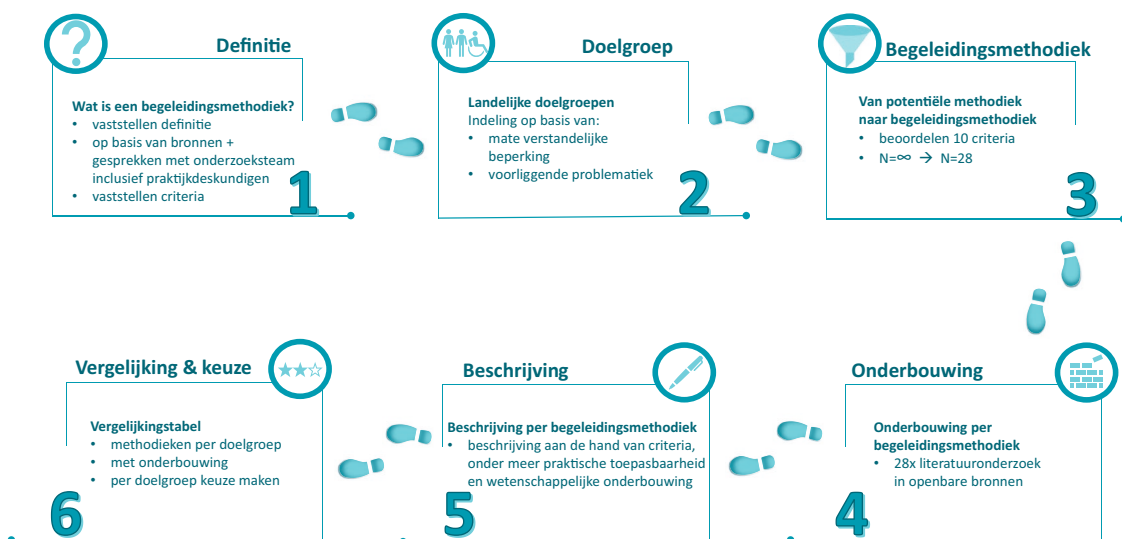 Definitie
Wat is een begeleidingsmethodiek?
• vaststellen definitie
• op basis van bronnen +
gesprekken met onderzoeksteam
inclusief praktijkdeskundigen
• vaststellen criteria
1
Doelgroep
Landelijke doelgroepen
Indeling op basis van:
• mate verstandelijke
beperking
• voorliggende problematiek
2
Begeleidingsmethodiek
Van potentiële methodiek
naar begeleidingsmethodiek
• beoordelen 10 criteria
• N=∞ → N=28
3
Onderbouwing
Onderbouwing per
begeleidingsmethodiek
• 28x literatuuronderzoek
in openbare bronnen
4
Beschrijving
Beschrijving per begeleidingsmethodiek
• beschrijving aan de hand van criteria,
onder meer praktische toepasbaarheid
en wetenschappelijke onderbouwing
5
Vergelijking & keuze
Vergelijkingstabel
• methodieken per doelgroep
• met onderbouwing
• per doelgroep keuze maken
6